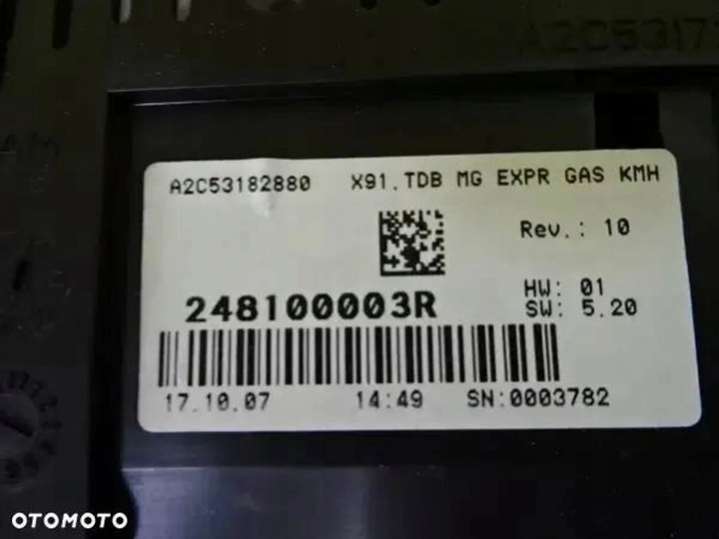 A2C5317
A2C53182880 X91.TDB MG EXPR GAS KMH
Rev.: 10
248100003R
HW: 01
SW: 5.20
17.10.07 14:49 SN:0003782
OTOMOTO